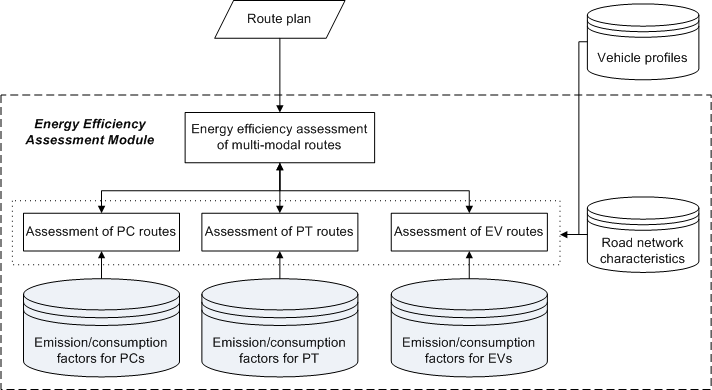 Route plan
Vehicle profiles
Energy Efficiency
Assessment Module
Energy efficiency assessment
of multi-modal routes
Assessment of PC routes
Assessment of PT routes
Assessment of EV routes
Road network
characteristics
Emission/consumption
factors for PCs
Emission/consumption
factors for PT
Emission/consumption
factors for EVs